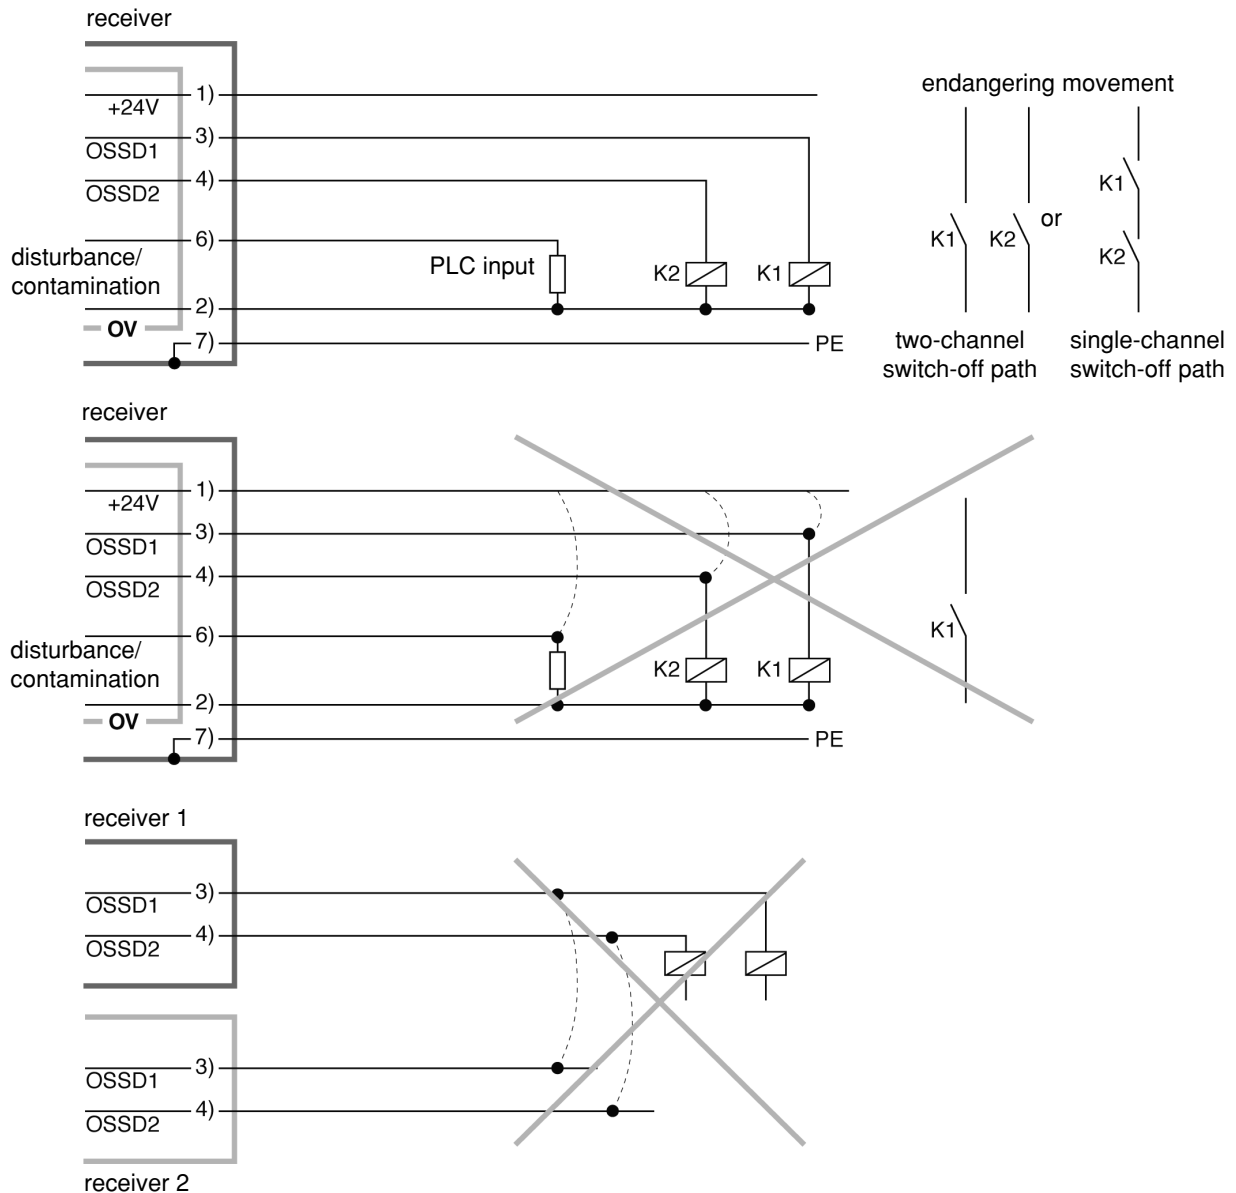 receiver
endangering movement
1)
+24V
3)
OSSD1
4)
OSSD2
K1
or
K1
K2
6)
K2
disturbance/
PLC input
K2
K1
contamination
2)
OV
7)
PE
two-channel
switch-off path
single-channel
switch-off path
receiver
1)
+24V
3)
OSSD1
4)
OSSD2
6)
K1
disturbance/
K2
K1
contamination
2)
OV
7)
PE
receiver 1
3)
OSSD1
4)
OSSD2
3)
OSSD1
4)
OSSD2
receiver 2